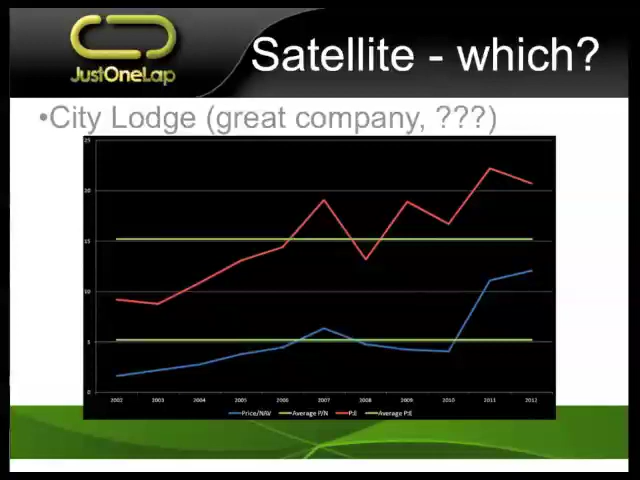 JustOneLap
Satellite - which?
•City Lodge (great company, ???)
25
20
15
10
5
0
2002 2003 2004 2005 2006 2007 2008 2009 2010 2011 2012
Price/NAV Average P/N P:E Average P:E